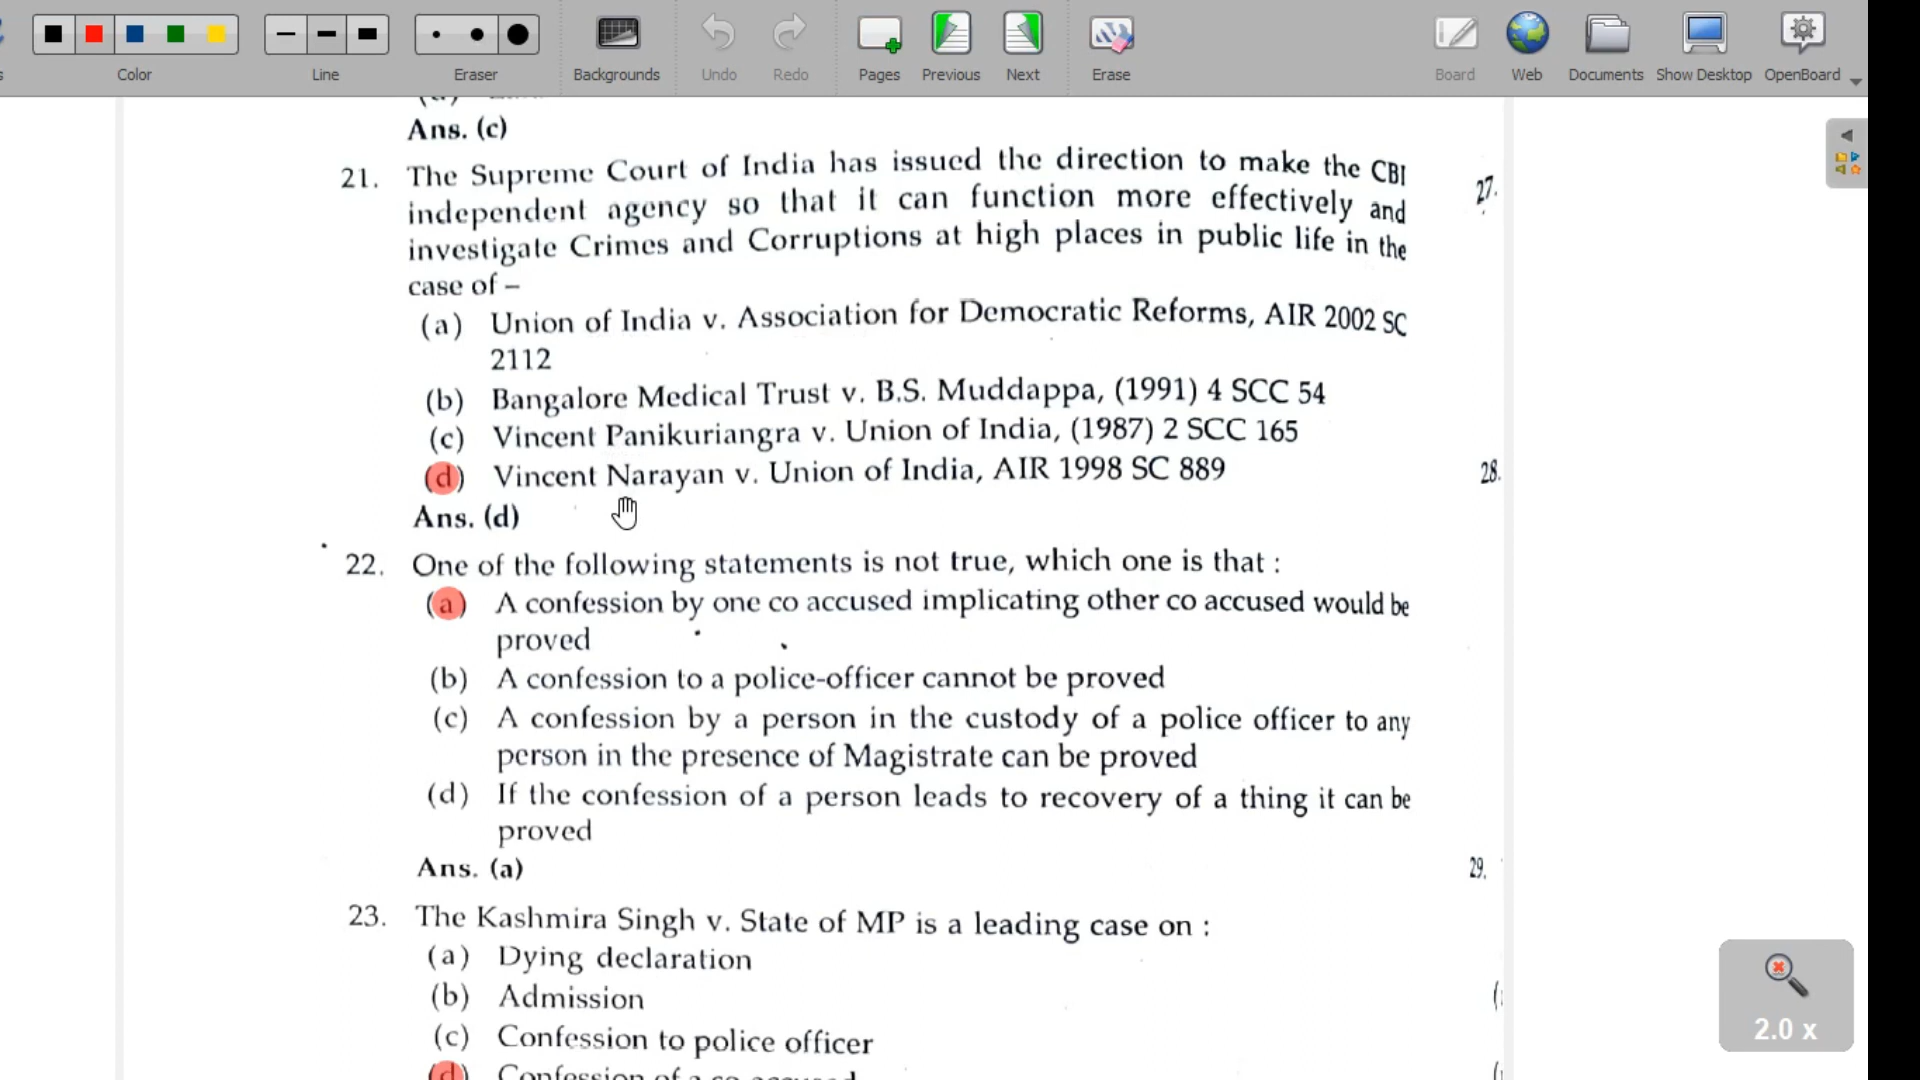 Color
Line
Eraser
Backgrounds
Undo
Redo
Pages
Previous
Next
Erase
Board
Web
Documents
Show Desktop
OpenBoard
Ans. (c)
21. The Supreme Court of India has issued the direction to make the CBI
independent agency so that it can function more effectively and
investigate Crimes and Corruptions at high places in public life in the
case of –
(a) Union of India v. Association for Democratic Reforms, AIR 2002 SC
2112
(b) Bangalore Medical Trust v. B.S. Muddappa, (1991) 4 SCC 54
(c) Vincent Panikuriangra v. Union of India, (1987) 2 SCC 165
(d) Vincent Narayan v. Union of India, AIR 1998 SC 889
Ans. (d)
22. One of the following statements is not true, which one is that :
(a) A confession by one co accused implicating other co accused would be
proved
(b) A confession to a police-officer cannot be proved
(c) A confession by a person in the custody of a police officer to any
person in the presence of Magistrate can be proved
(d) If the confession of a person leads to recovery of a thing it can be
proved
Ans. (a)
23. The Kashmira Singh v. State of MP is a leading case on :
(a) Dying declaration
(b) Admission
(c) Confession to police officer
(d) Confession of a co accused
27.
28.
29.
2.0 x